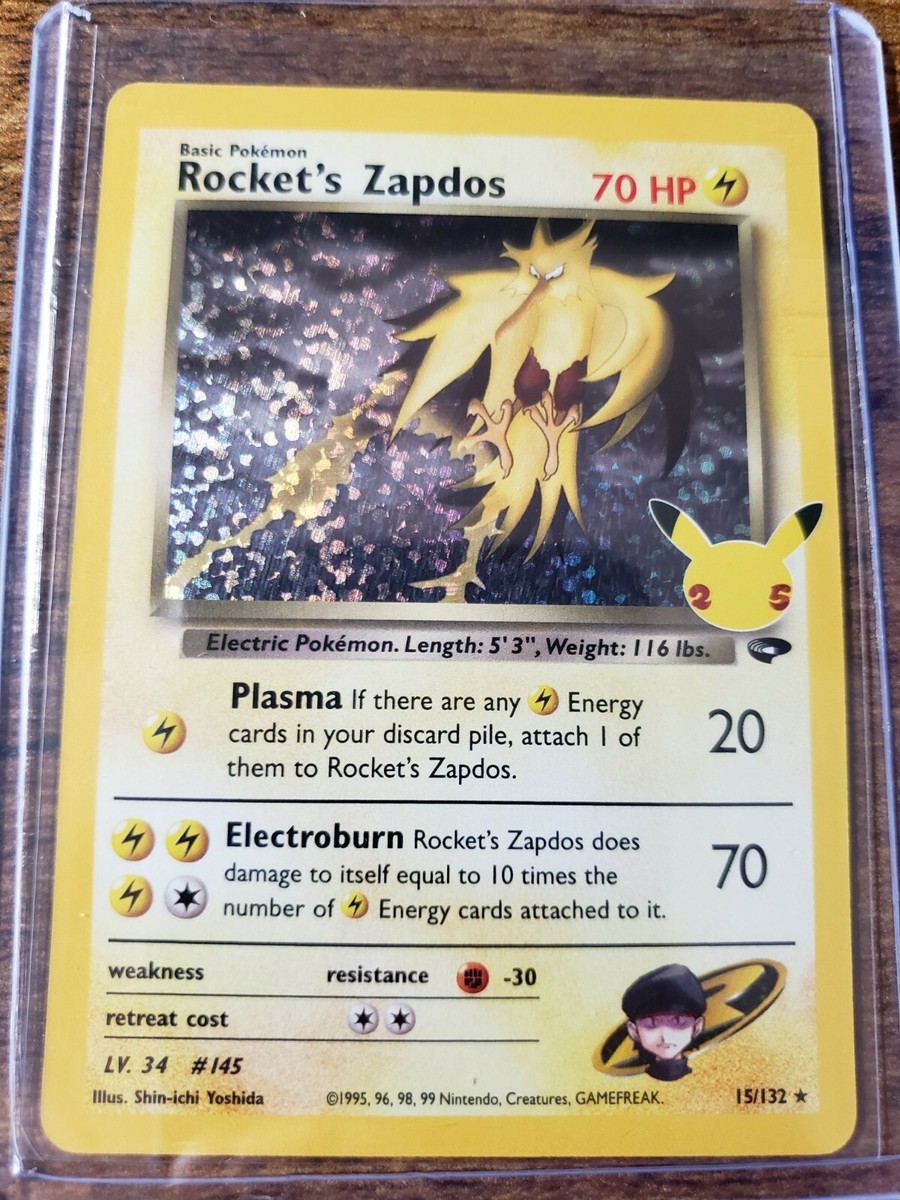 Basic Pokémon
Rocket's Zapdos 70 HP
25
Electric Pokémon. Length: 5' 3", Weight: 116 lbs.
Plasma If there are any Energy
cards in your discard pile, attach 1 of
them to Rocket's Zapdos.
20
Electroburn Rocket's Zapdos does
damage to itself equal to 10 times the
number of Energy cards attached to it.
70
weakness resistance -30
retreat cost
LV. 34 #145
Illus. Shin-ichi Yoshida ©1995, 96, 98, 99 Nintendo, Creatures, GAMEFREAK. 15/132 ★